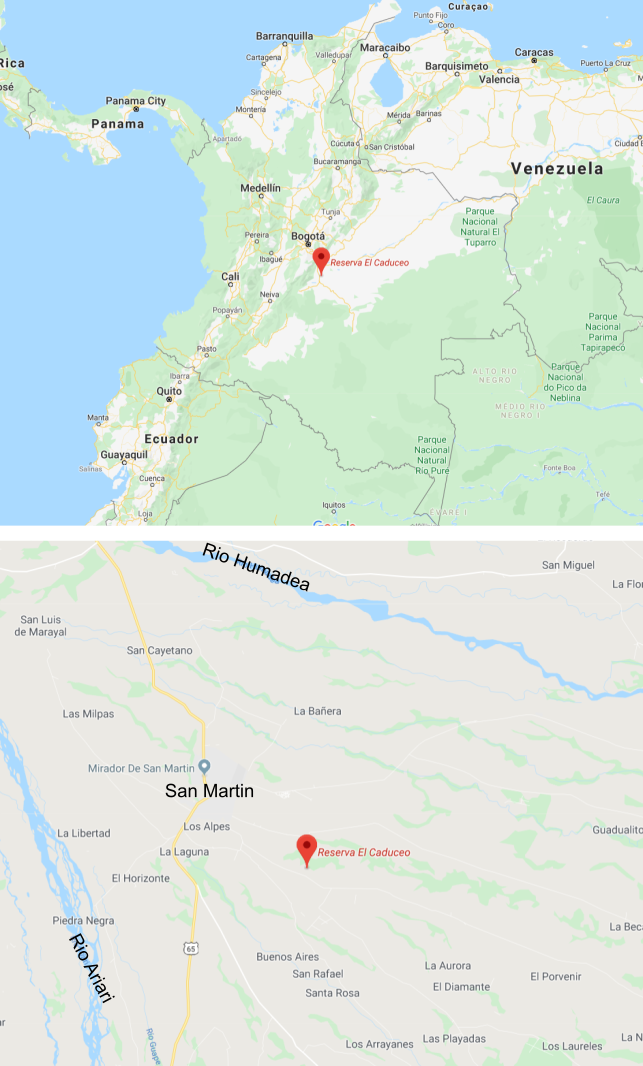 Curaçao
Punto Fijo
Coro
Barranquilla
Maracaibo
Caracas
Cartagena
Valledupar
Barquisimeto
Puerto La Cruz
Valencia
Rica
osé
Sincelejo
Panama City
Montería
Mérida
Barinas
Panama
Apartadó
Cúcuta
San Cristóbal
Ciudad B
Bucaramanga
Venezuela
Medellín
El Caura
Tunja
Parque
Nacional
Natural El
Tuparro
Pereira
Bogotá
Ibagué
Reserva El Caduceo
Cali
Neiva
Popayán
Parque
Nacional
Parima
Tapirapecó
Pasto
Ibarra
ALTO RIO
NEGRO
Parque
Nacional
do Pico da
Neblina
Quito
MÉDIO RIO
NEGRO I
Manta
Ecuador
Parque
Nacional
Natural
Río Puré
Guayaquil
Salinas
Cuenca
Fonte Boa
Tefé
Iquitos
Loja
EVARE I
Google
Rio Humadea
San Miguel
La Flor
San Luis
de Marayal
San Cayetano
Las Milpas
La Bañera
Mirador De San Martin
San Martin
La Libertad
Los Alpes
Guadualito
La Laguna
Reserva El Caduceo
El Horizonte
Piedra Negra
La Beca
Rio Ariari
65
Buenos Aires
La Aurora
San Rafael
El Porvenir
El Diamante
Santa Rosa
Río Guape
Los Arrayanes
Las Playadas
Los Laureles
La N